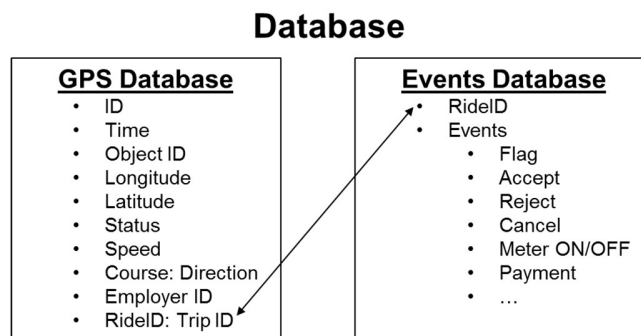 Database
GPS Database
• ID
• Time
• Object ID
• Longitude
• Latitude
• Status
• Speed
• Course: Direction
• Employer ID
• RideID: Trip ID
Events Database
• RideID
• Events
• Flag
• Accept
• Reject
• Cancel
• Meter ON/OFF
• Payment
• …